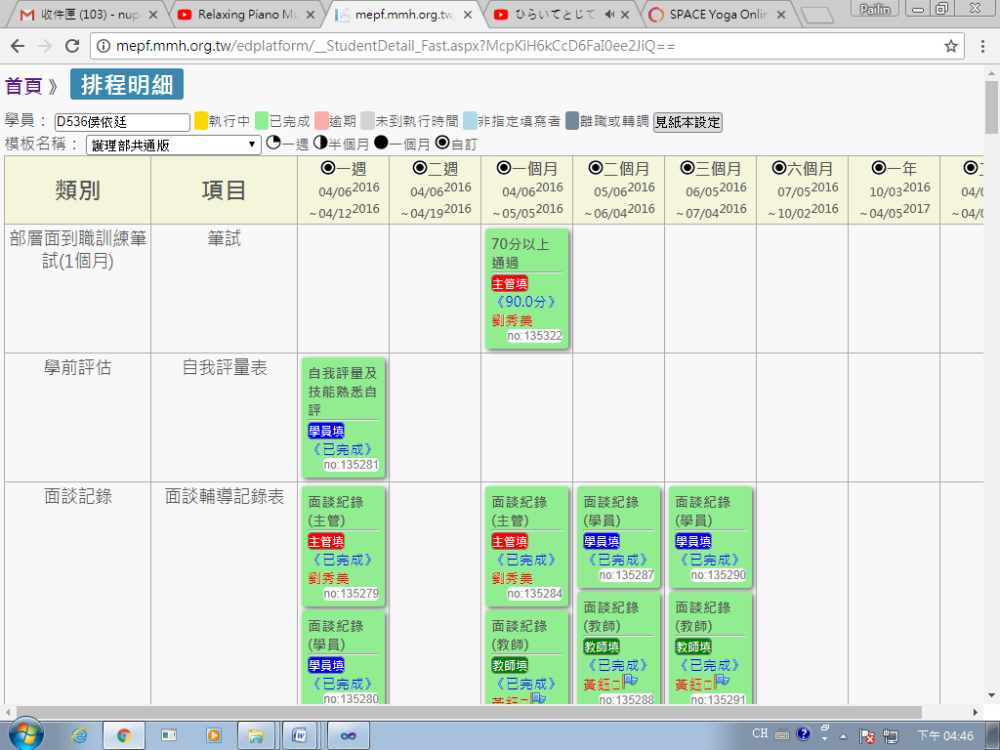 收件匣 (103) - nup
Relaxing Piano Mu
mepf.mmh.org.tw
ひらいてとじて
SPACE Yoga Onlin
Pailin
mepf.mmh.org.tw/edplatform/__StudentDetail_Fast.aspx?McpKiH6kCcD6FaI0ee2JiQ==
首頁 》 排程明細
學員： D536侯依廷 執行中 已完成 逾期 未到執行時間 非指定填寫者 離職或轉調 見紙本設定
模板名稱： 護理部共通版 一週 半個月 一個月 自訂
類別 項目
一週 04/06 2016 ~04/12 2016
二週 04/06 2016 ~04/19 2016
一個月 04/06 2016 ~05/05 2016
二個月 05/06 2016 ~06/04 2016
三個月 06/05 2016 ~07/04 2016
六個月 07/05 2016 ~10/02 2016
一年 10/03 2016 ~04/05 2017
部層面到職訓練筆試(1個月)
筆試
70分以上
通過
主管填
《90.0分》
劉秀美
no:135322
學前評估
自我評量表
自我評量及
技能熟悉自
評
學員填
《已完成》
no:135281
面談記錄
面談輔導記錄表
面談紀錄
(主管)
主管填
《已完成》
劉秀美
no:135279
面談紀錄
(學員)
學員填
《已完成》
no:135280
面談紀錄
(主管)
主管填
《已完成》
劉秀美
no:135284
面談紀錄
(教師)
教師填
《已完成》
黃鈺
面談紀錄
(學員)
學員填
《已完成》
no:135287
面談紀錄
(教師)
教師填
《已完成》
黃鈺
no:135288
面談紀錄
(學員)
學員填
《已完成》
no:135290
面談紀錄
(教師)
教師填
《已完成》
黃鈺
no:135291
CH
下午 04:46